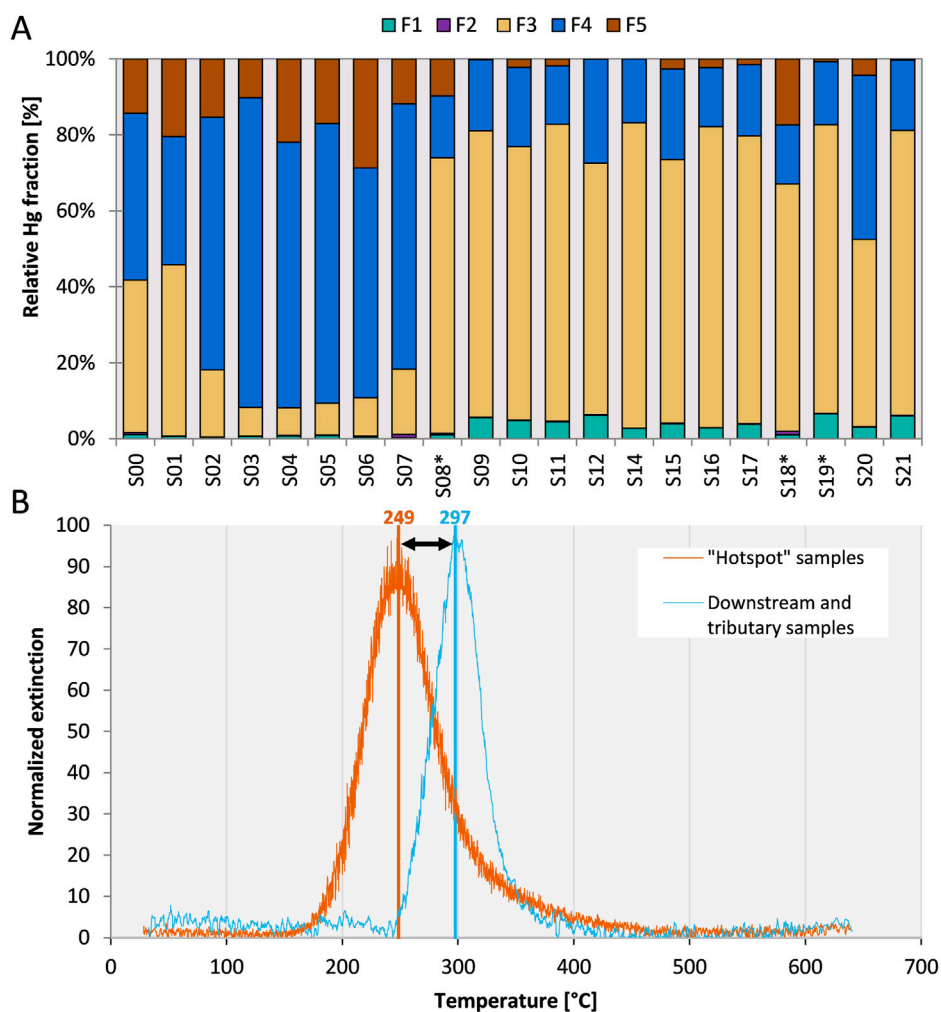 A
F1 F2 F3 F4 F5
Relative Hg fraction [%]
100%
80%
60%
40%
20%
0%
S00 S01 S02 S03 S04 S05 S06 S07 S08* S09 S10 S11 S12 S14 S15 S16 S17 S18* S19* S20 S21
B
249 297
Normalized extinction
100
90
80
70
60
50
40
30
20
10
0
"Hotspot" samples
Downstream and
tributary samples
0 100 200 300 400 500 600 700
Temperature [°C]